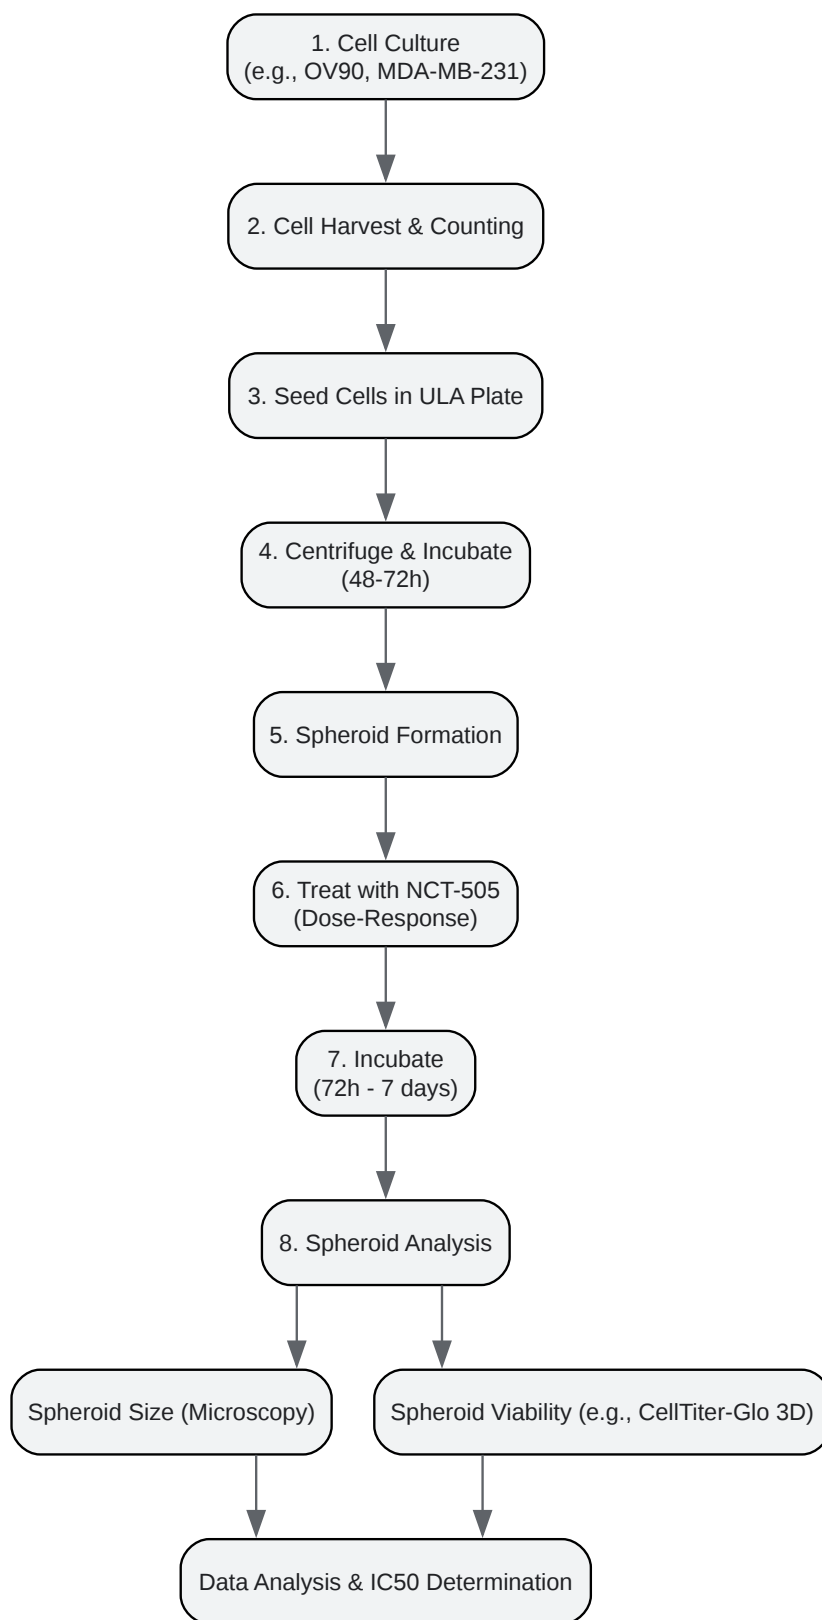 1. Cell Culture
(e.g., OV90, MDA-MB-231)
2. Cell Harvest & Counting
3. Seed Cells in ULA Plate
4. Centrifuge & Incubate
(48-72h)
5. Spheroid Formation
6. Treat with NCT-505
(Dose-Response)
7. Incubate
(72h - 7 days)
8. Spheroid Analysis
Spheroid Size (Microscopy)
Spheroid Viability (e.g., CellTiter-Glo 3D)
Data Analysis & IC50 Determination